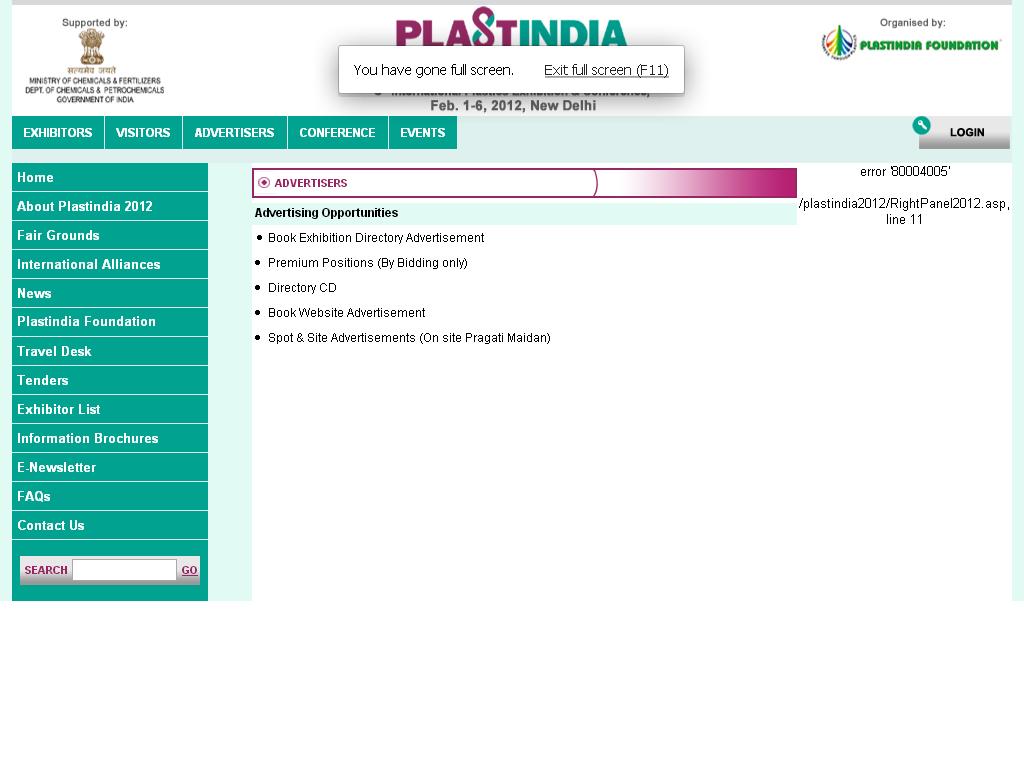 Supported by:
सत्यमेव जयते
MINISTRY OF CHEMICALS & FERTILIZERS
DEPT. OF CHEMICALS & PETROCHEMICALS
GOVERNMENT OF INDIA
PLASTINDIA
You have gone full screen. Exit full screen (F11)
International Plastics Exhibition & Conference,
Feb. 1-6, 2012, New Delhi
Organised by:
PLASTINDIA FOUNDATION
EXHIBITORS VISITORS ADVERTISERS CONFERENCE EVENTS LOGIN
Home
About Plastindia 2012
Fair Grounds
International Alliances
News
Plastindia Foundation
Travel Desk
Tenders
Exhibitor List
Information Brochures
E-Newsletter
FAQs
Contact Us
SEARCH GO
ADVERTISERS
Advertising Opportunities
Book Exhibition Directory Advertisement
Premium Positions (By Bidding only)
Directory CD
Book Website Advertisement
Spot & Site Advertisements (On site Pragati Maidan)
error '80004005'
/plastindia2012/RightPanel2012.asp,
line 11